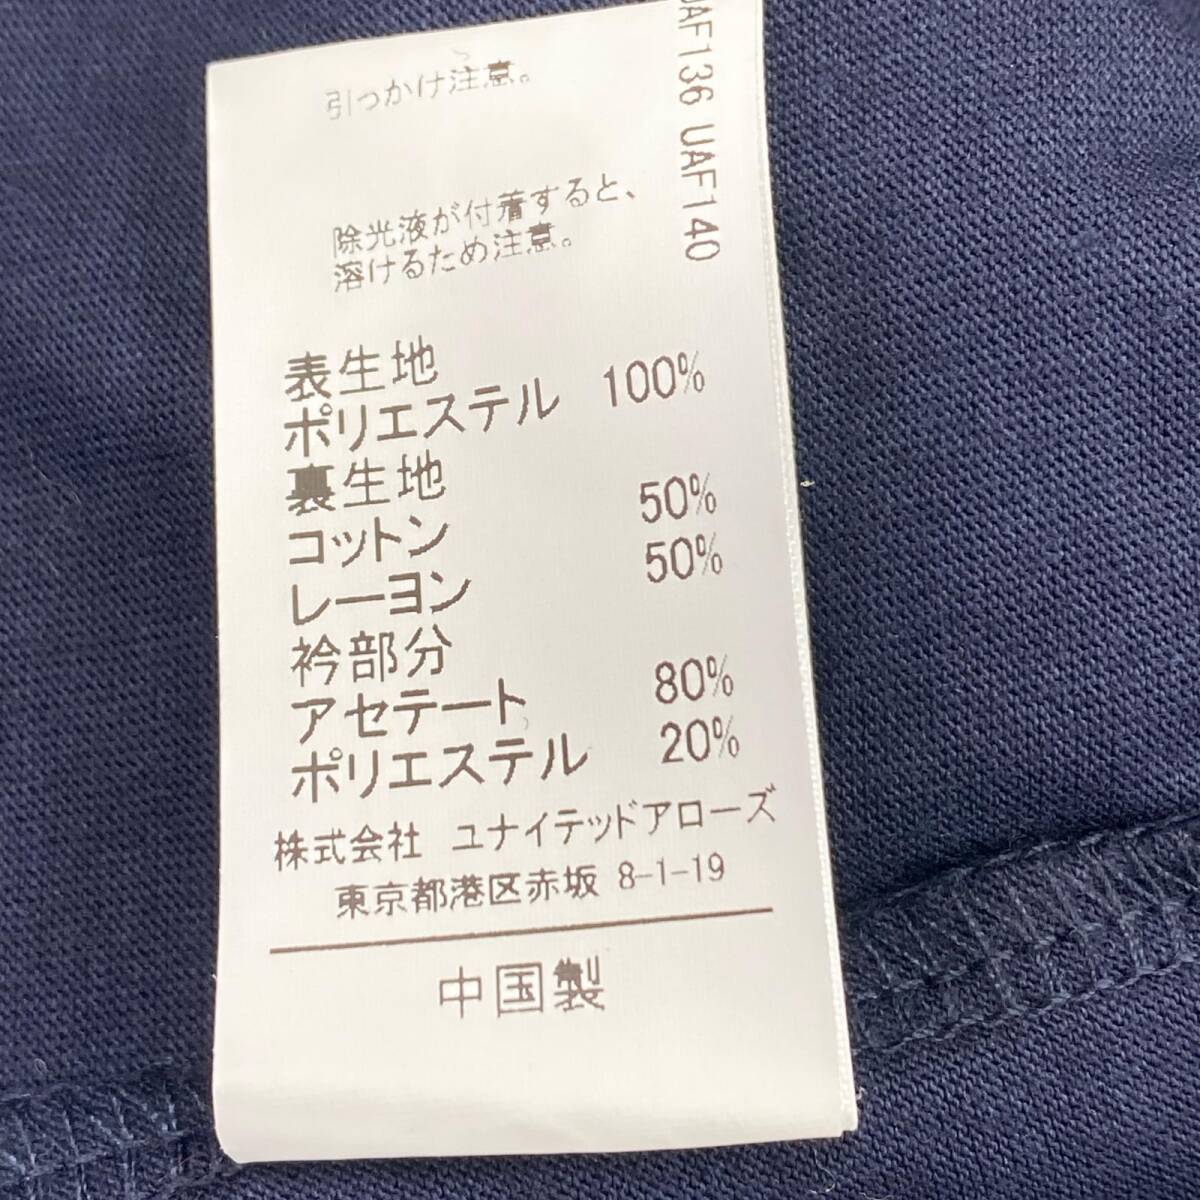 引っかけ注意。
除光液が付着すると、
溶けるため注意。
表生地
ポリエステル 100%
裏生地
コットン 50%
レーヨン 50%
衿部分
アセテート 80%
ポリエステル 20%
株式会社 ユナイテッドアローズ
東京都港区赤坂 8-1-19
中国製
UAF136 UAF140